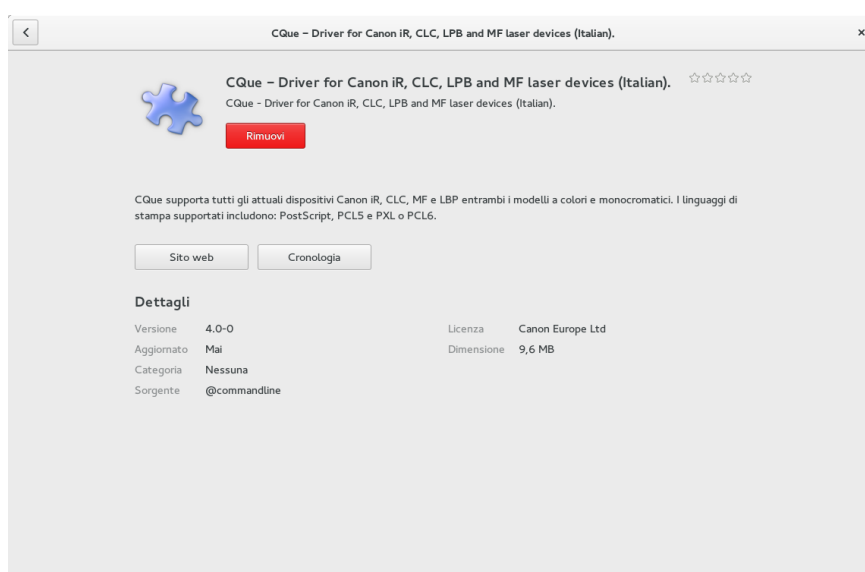 CQue – Driver for Canon iR, CLC, LPB and MF laser devices (Italian).
CQue – Driver for Canon iR, CLC, LPB and MF laser devices (Italian).
CQue - Driver for Canon iR, CLC, LPB and MF laser devices (Italian).
Rimuovi
CQue supporta tutti gli attuali dispositivi Canon iR, CLC, MF e LBP entrambi i modelli a colori e monocromatici. I linguaggi di
stampa supportati includono: PostScript, PCL5 e PXL o PCL6.
Sito web
Cronologia
Dettagli
Versione 4.0-0
Aggiornato Mai
Categoria Nessuna
Sorgente @commandline
Licenza Canon Europe Ltd
Dimensione 9,6 MB